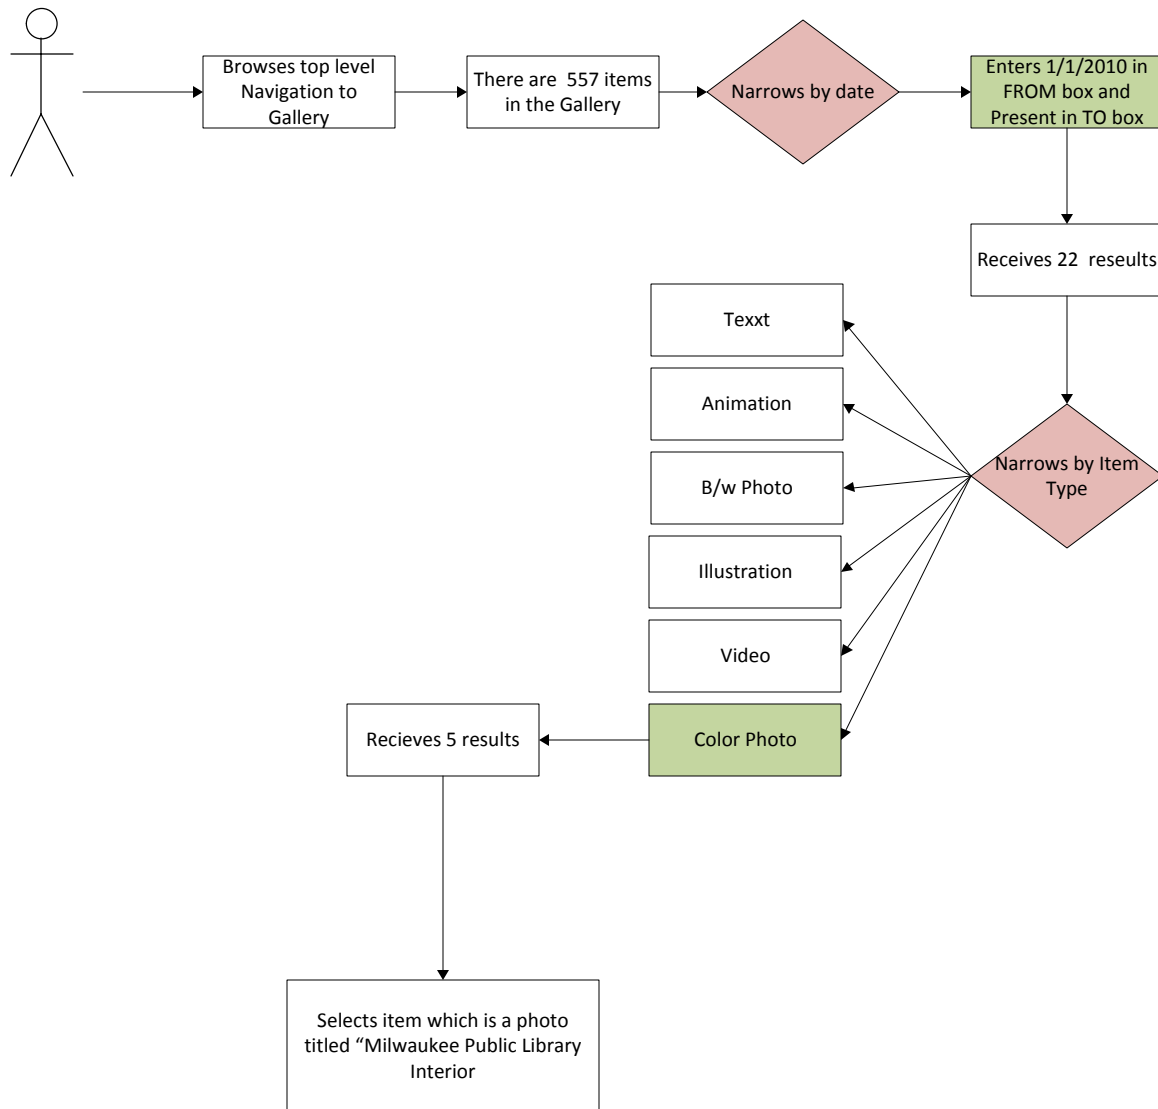 Browses top level
Navigation to
Gallery
There are  557 items
in the Gallery
Narrows by date
Enters 1/1/2010 in
FROM box and
Present in TO box
Receives 22  reseults
Narrows by Item
Type
Texxt
Animation
B/w Photo
Illustration
Video
Color Photo
Recieves 5 results
Selects item which is a photo
titled “Milwaukee Public Library
Interior